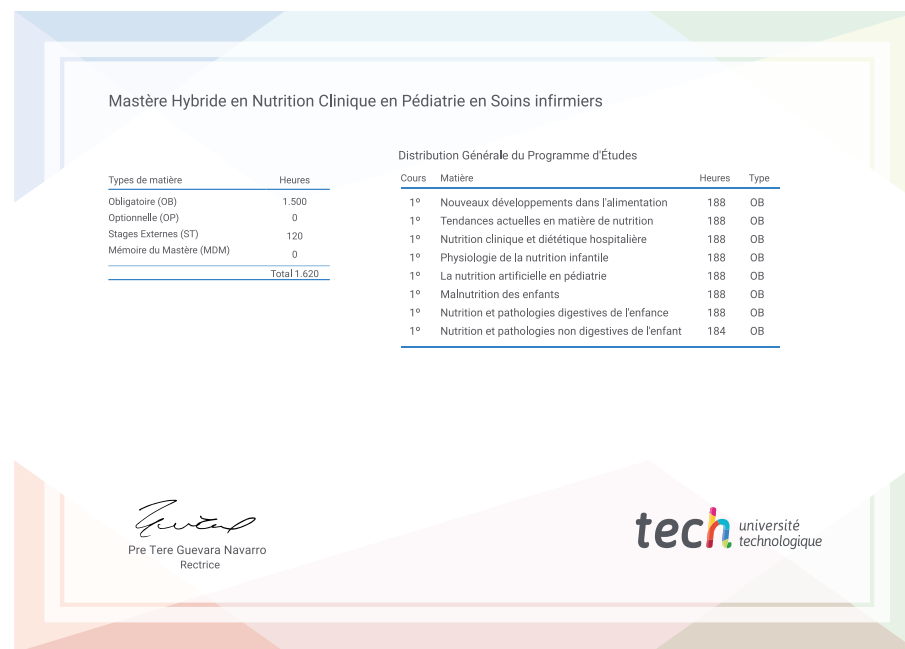 Mastère Hybride en Nutrition Clinique en Pédiatrie en Soins infirmiers
Types de matière Heures
Obligatoire (OB) 1.500
Optionnelle (OP) 0
Stages Externes (ST) 120
Mémoire du Mastère (MDM) 0
Total 1.620
Distribution Générale du Programme d'Études
Cours Matière Heures Type
1º Nouveaux développements dans l'alimentation 188 OB
1º Tendances actuelles en matière de nutrition 188 OB
1º Nutrition clinique et diététique hospitalière 188 OB
1º Physiologie de la nutrition infantile 188 OB
1º La nutrition artificielle en pédiatrie 188 OB
1º Malnutrition des enfants 188 OB
1º Nutrition et pathologies digestives de l'enfance 188 OB
1º Nutrition et pathologies non digestives de l'enfant 184 OB
Pre Tere Guevara Navarro
Rectrice
tech université
technologique